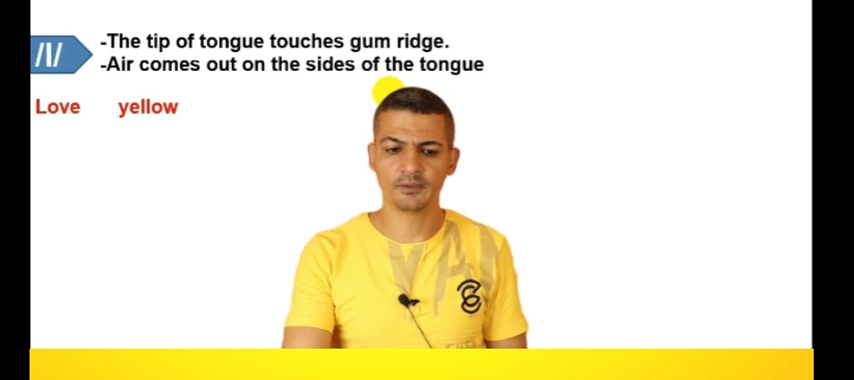 /l/
-The tip of tongue touches gum ridge.
-Air comes out on the sides of the tongue
Love yellow